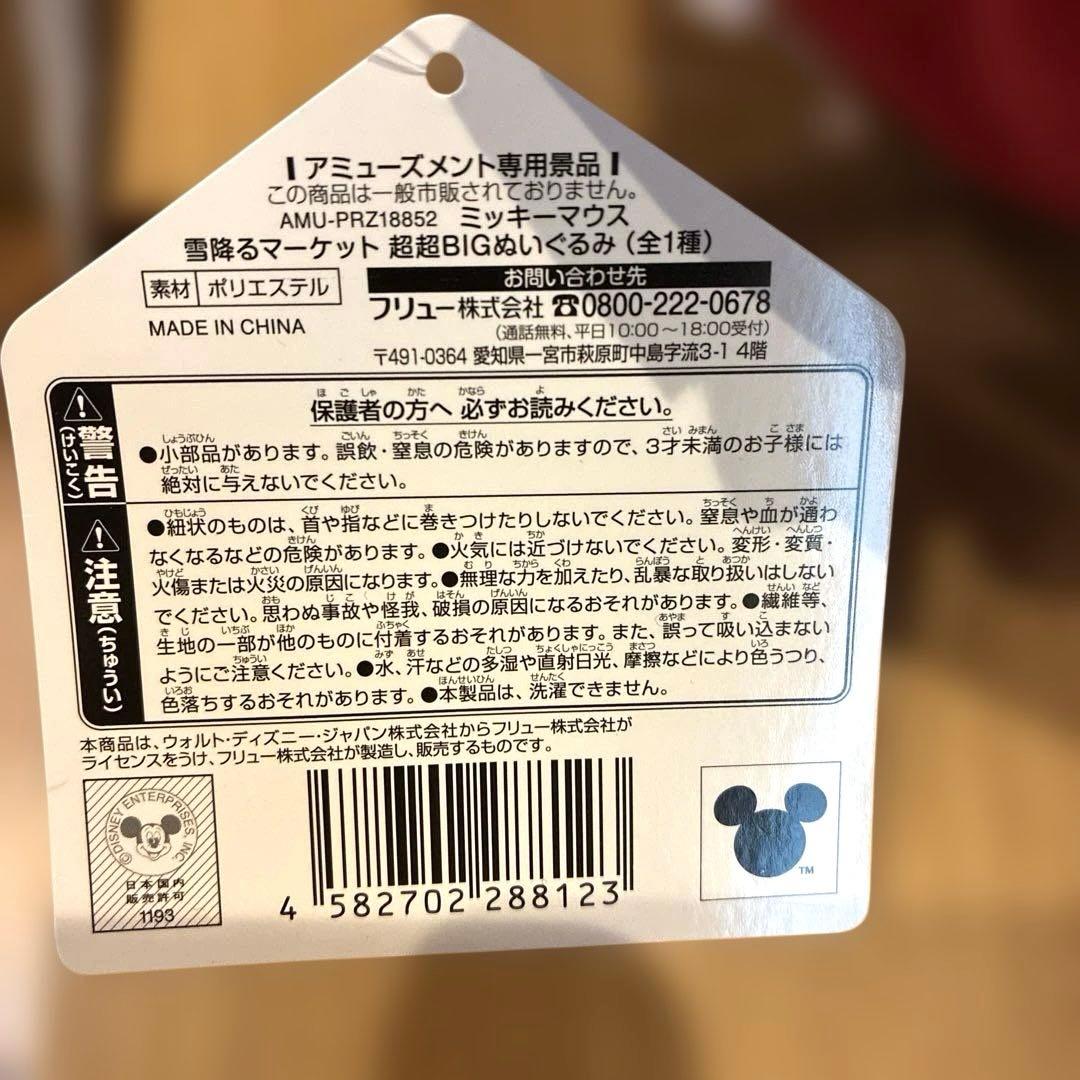 アミューズメント専用景品
この商品は一般市販されておりません。
AMU-PRZ18852 ミッキーマウス
雪降るマーケット 超超BIGぬいぐるみ (全1種)
素材 ポリエステル
お問い合わせ先
MADE IN CHINA
フリュー株式会社 ☎0800-222-0678
(通話無料、平日10:00~18:00受付)
〒491-0364 愛知県一宮市萩原町中島字流3-1 4階
警告(けいこく)
保護者の方へ 必ずお読みください。
●小部品があります。誤飲・窒息の危険がありますので、3才未満のお子様には
絶対に与えないでください。
注意(ちゅうい)
●紐状のものは、首や指などに巻きつけたりしないでください。窒息や血が通わ
なくなるなどの危険があります。●火気には近づけないでください。変形・変質・
火傷または火災の原因になります。●無理な力を加えたり、乱暴な取り扱いはしない
でください。思わぬ事故や怪我、破損の原因になるおそれがあります。●繊維等、
生地の一部が他のものに付着するおそれがあります。また、誤って吸い込まない
ようにご注意ください。●水、汗などの多湿や直射日光、摩擦などにより色うつり、
色落ちするおそれがあります。●本製品は、洗濯できません。
本商品は、ウォルト・ディズニー・ジャパン株式会社からフリュー株式会社が
ライセンスをうけ、フリュー株式会社が製造し、販売するものです。
©DISNEY ENTERPRISES, INC.
日本国内
販売許可
1193
4 582702 288123
TM